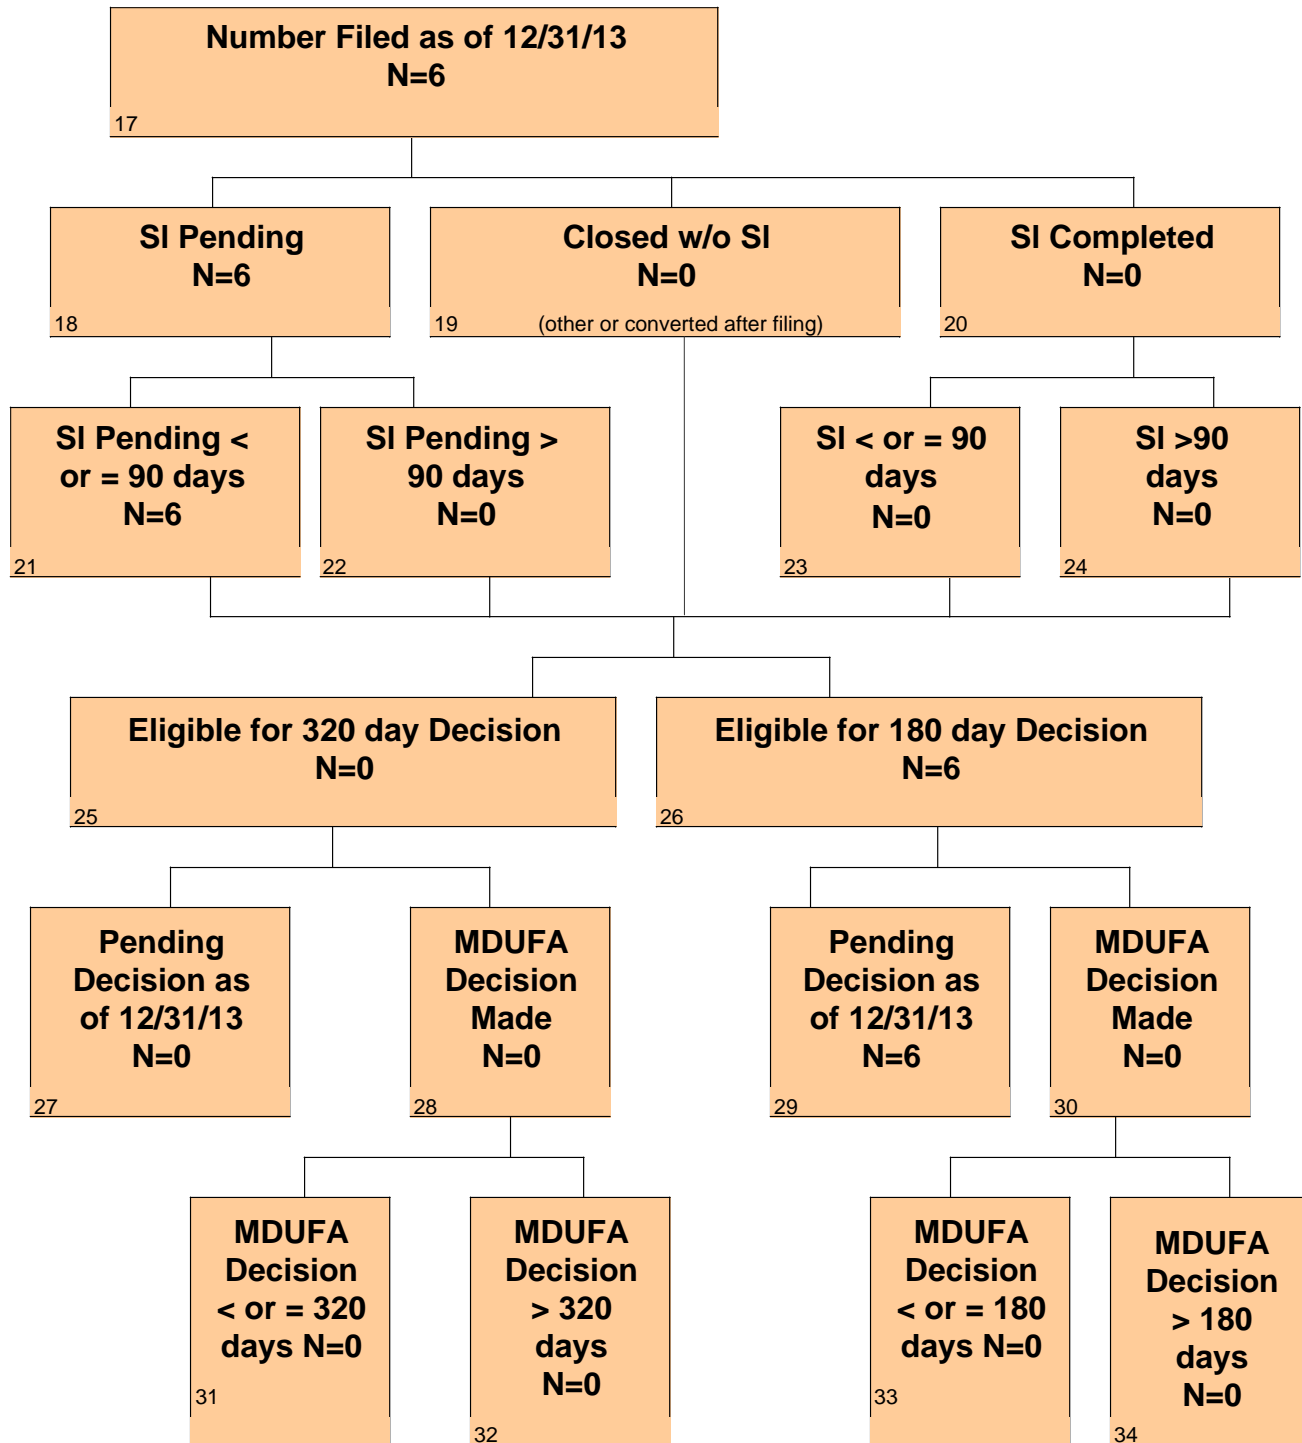 Number Filed as of 12/31/13
N=6
17
SI Pending
N=6
18
Closed w/o SI
N=0
19 (other or converted after filing)
SI Completed
N=0
20
SI Pending <
or = 90 days
N=6
21
SI Pending >
90 days
N=0
22
SI < or = 90
days
N=0
23
SI >90
days
N=0
24
Eligible for 320 day Decision
N=0
25
Eligible for 180 day Decision
N=6
26
Pending
Decision as
of 12/31/13
N=0
27
MDUFA
Decision
Made
N=0
28
Pending
Decision as
of 12/31/13
N=6
29
MDUFA
Decision
Made
N=0
30
MDUFA
Decision
< or = 320
days N=0
31
MDUFA
Decision
> 320
days
N=0
32
MDUFA
Decision
< or = 180
days N=0
33
MDUFA
Decision
> 180
days
N=0
34